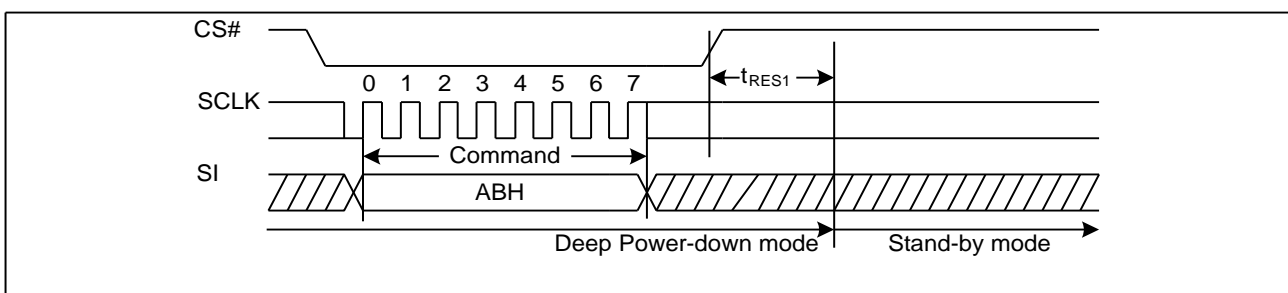 CS#
tRES1
0 1 2 3 4 5 6 7
SCLK
Command
SI
ABH
Deep Power-down mode Stand-by mode